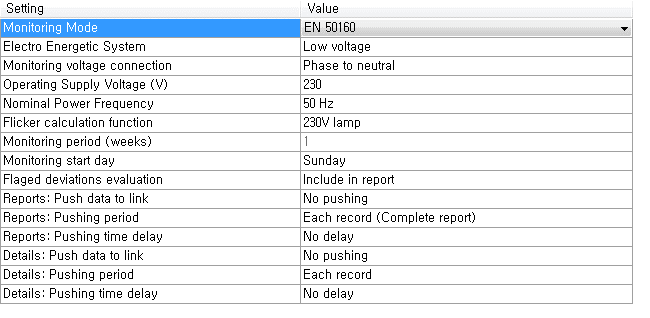 Setting Value
Monitoring Mode EN 50160
Electro Energetic System Low voltage
Monitoring voltage connection Phase to neutral
Operating Supply Voltage (V) 230
Nominal Power Frequency 50 Hz
Flicker calculation function 230V lamp
Monitoring period (weeks) 1
Monitoring start day Sunday
Flaged deviations evaluation Include in report
Reports: Push data to link No pushing
Reports: Pushing period Each record (Complete report)
Reports: Pushing time delay No delay
Details: Push data to link No pushing
Details: Pushing period Each record
Details: Pushing time delay No delay